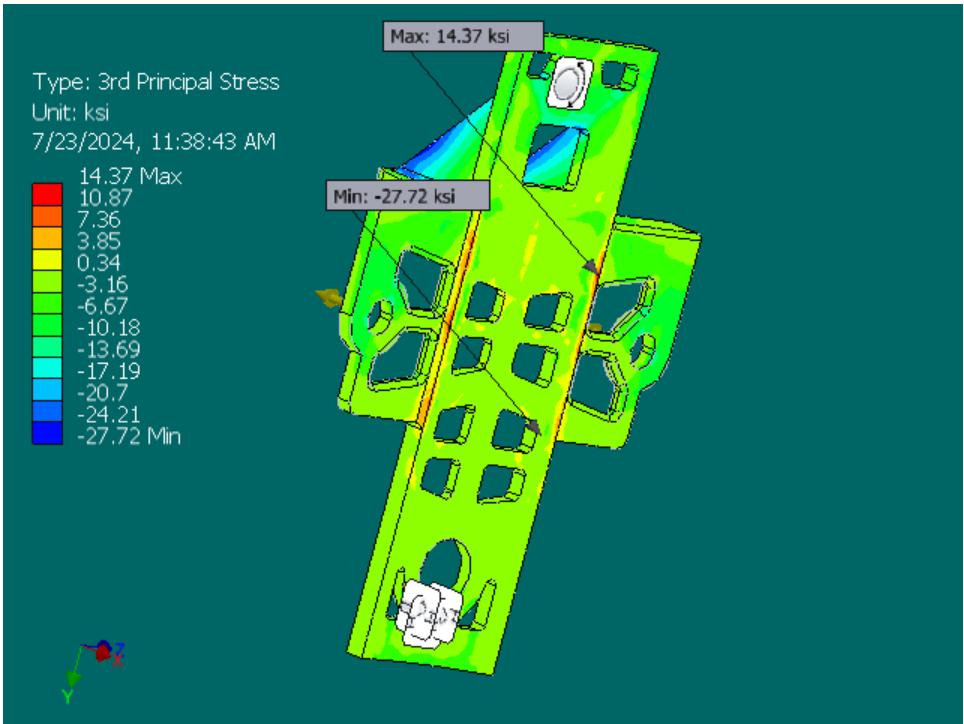 Max: 14.37 ksi
Type: 3rd Principal Stress
Unit: ksi
7/23/2024, 11:38:43 AM
14.37 Max
10.87
7.36
3.85
0.34
-3.16
-6.67
-10.18
-13.69
-17.19
-20.7
-24.21
-27.72 Min
Min: -27.72 ksi
Z
X
Y